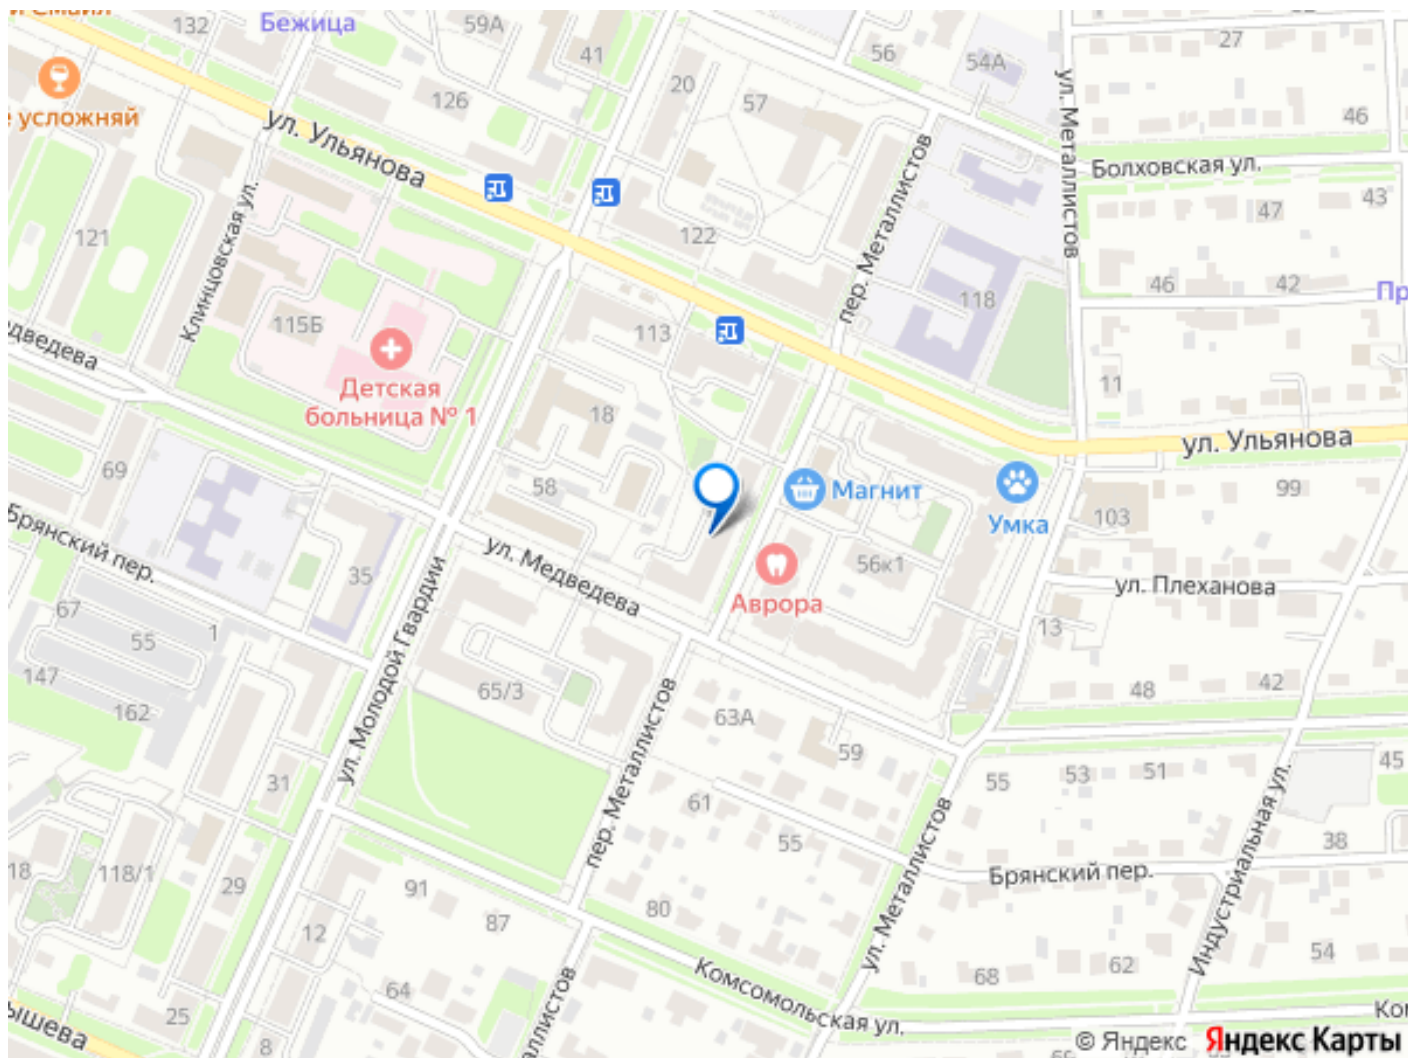 Бежица
132
59А
41
126
усложняй
ул. Ульянова
20
57
56
54А
27
46
ул. Металлистов
Болховская ул.
пер. Металлистов
47
43
121
Клинцовская ул.
122
118
46
42
115Б
113
Детская
больница № 1
11
18
ул. Ульянова
69
58
Магнит
Умка
99
103
Брянский пер.
35
ул. Медведева
56к1
Аврора
ул. Плеханова
67
55
1
13
147
162
ул. Молодой Гвардии
65/3
63А
48
42
59
пер. Металлистов
31
61
55
55
53
51
45
ул. Металлистов
Индустриальная ул.
38
18
118/1
29
91
87
80
Брянский пер.
12
64
68
62
54
Комсомольская ул.
25
8
© Яндекс
Яндекс Карты